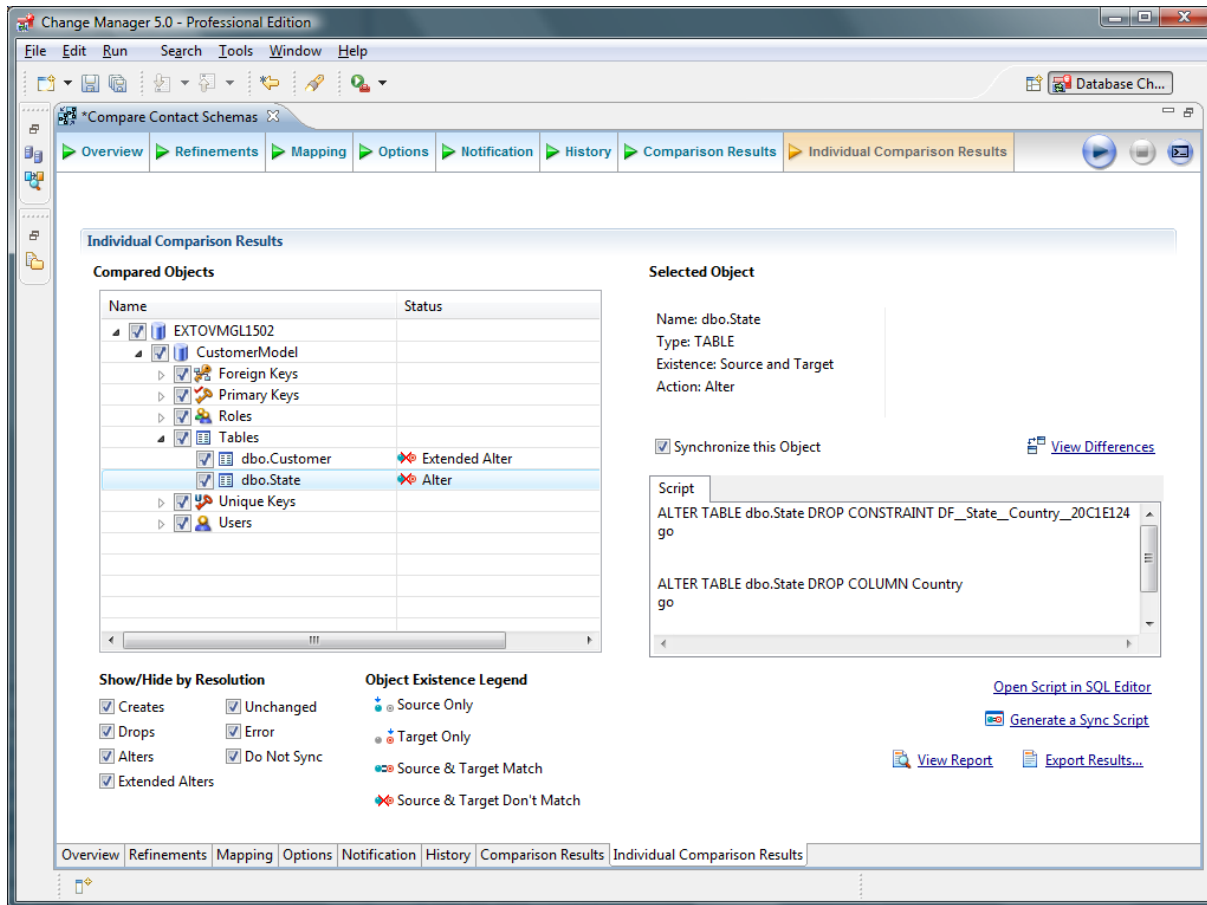 Change Manager 5.0 - Professional Edition
File Edit Run Search Tools Window Help
Database Ch...
*Compare Contact Schemas
Overview Refinements Mapping Options Notification History Comparison Results Individual Comparison Results
Individual Comparison Results
Compared Objects
Selected Object
Name Status
EXTOVMGL1502
CustomerModel
Foreign Keys
Primary Keys
Roles
Tables
dbo.Customer Extended Alter
dbo.State Alter
Unique Keys
Users
Name: dbo.State
Type: TABLE
Existence: Source and Target
Action: Alter
Synchronize this Object View Differences
Script
ALTER TABLE dbo.State DROP CONSTRAINT DF__State__Country__20C1E124
go
ALTER TABLE dbo.State DROP COLUMN Country
go
Show/Hide by Resolution
Creates Unchanged
Drops Error
Alters Do Not Sync
Extended Alters
Object Existence Legend
Source Only
Target Only
Source & Target Match
Source & Target Don't Match
Open Script in SQL Editor
Generate a Sync Script
View Report Export Results...
Overview Refinements Mapping Options Notification History Comparison Results Individual Comparison Results